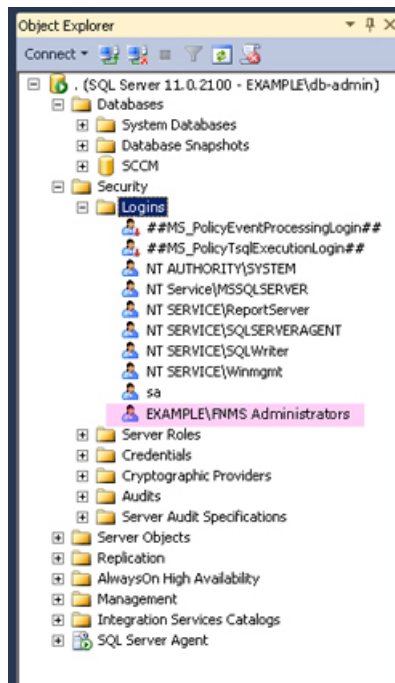 Object Explorer
Connect
. (SQL Server 11.0.2100 - EXAMPLE\db-admin)
Databases
System Databases
Database Snapshots
SCCM
Security
Logins
##MS_PolicyEventProcessingLogin##
##MS_PolicyTsqlExecutionLogin##
NT AUTHORITY\SYSTEM
NT Service\MSSQLSERVER
NT SERVICE\ReportServer
NT SERVICE\SQLSERVERAGENT
NT SERVICE\SQLWriter
NT SERVICE\Winmgmt
sa
EXAMPLE\FNMS Administrators
Server Roles
Credentials
Cryptographic Providers
Audits
Server Audit Specifications
Server Objects
Replication
AlwaysOn High Availability
Management
Integration Services Catalogs
SQL Server Agent